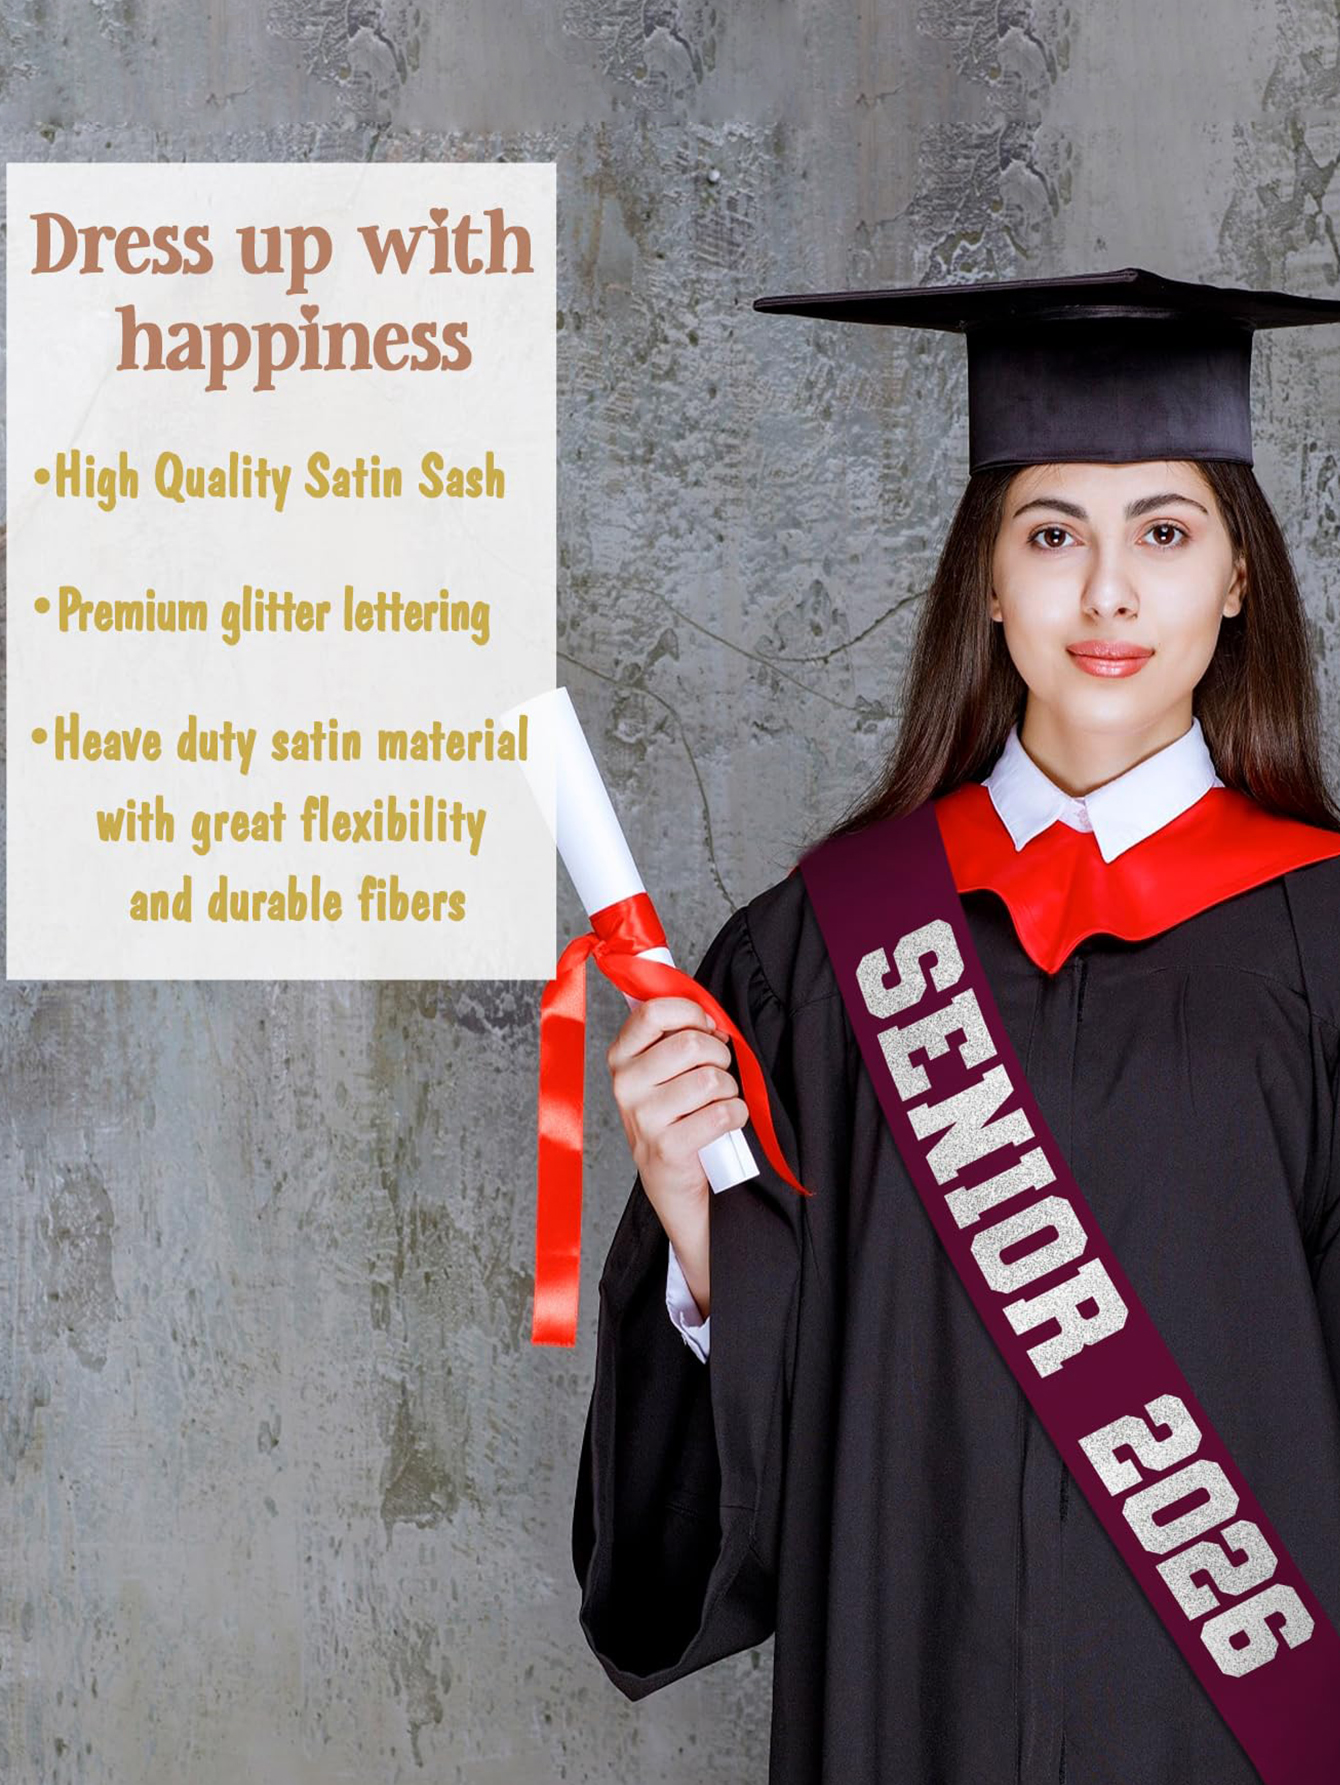 Dress up with
happiness
•High Quality Satin Sash
•Premium glitter lettering
•Heave duty satin material
with great flexibility
and durable fibers
SENIOR 2026